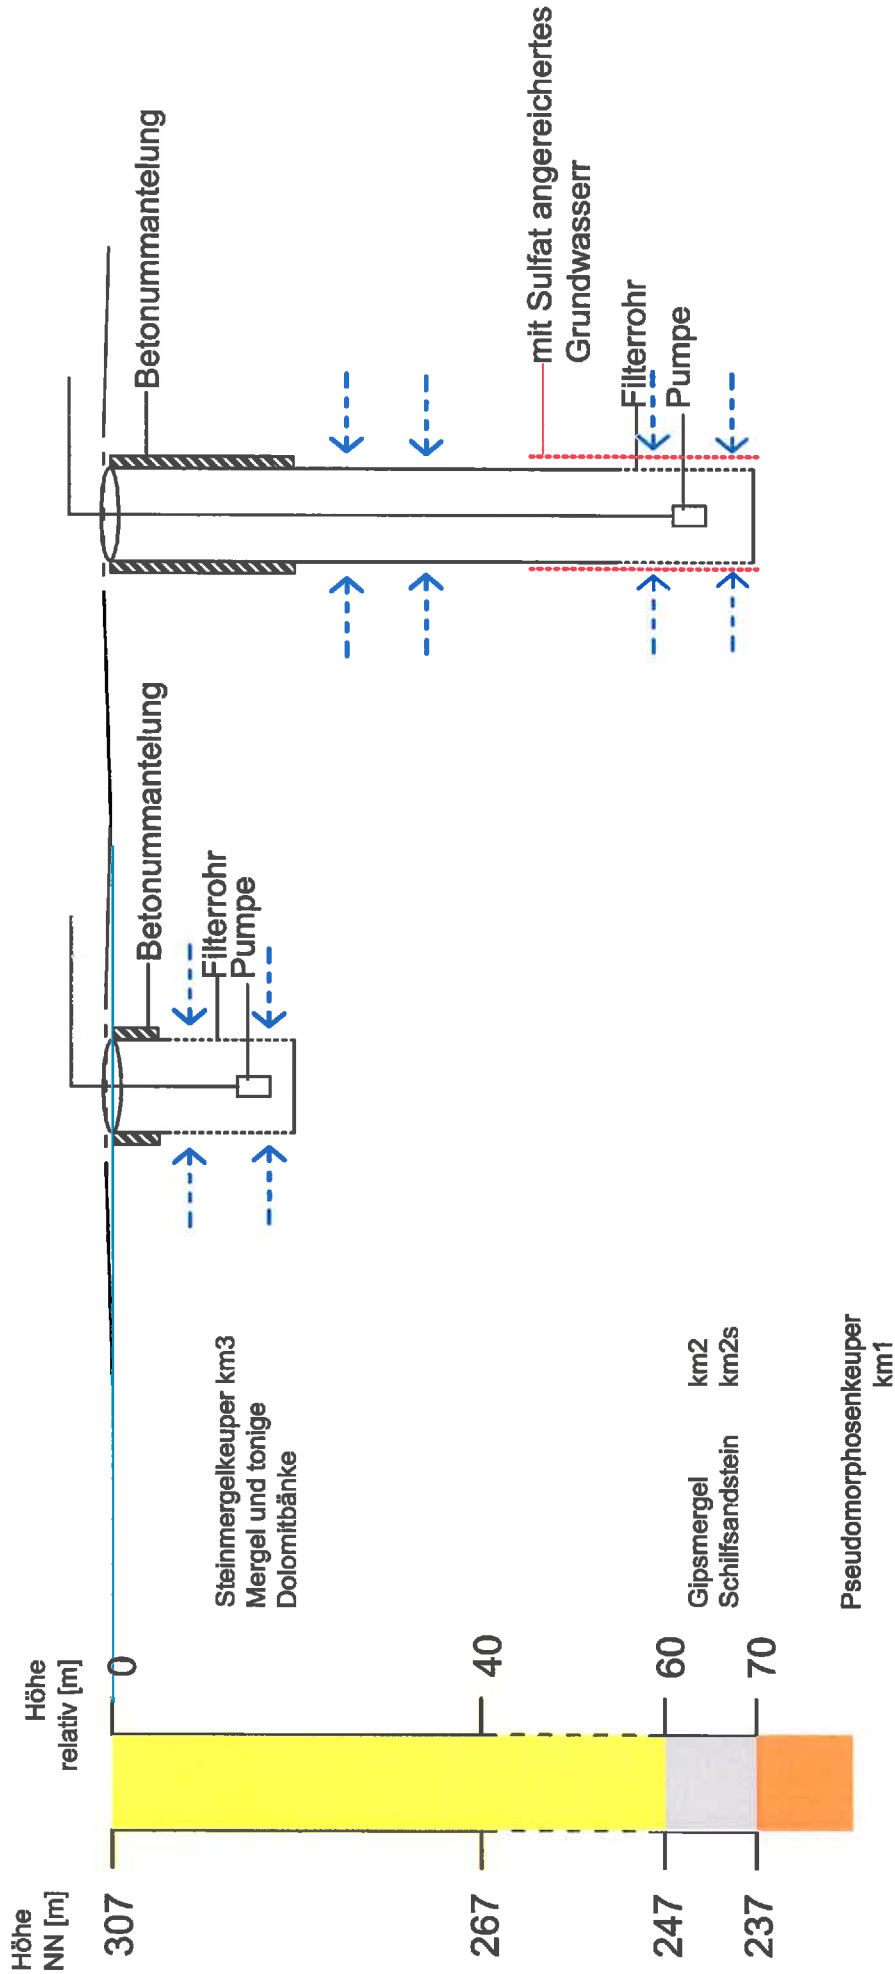 Höhe
NN [m]
Höhe
relativ [m]
307
0
267
40
247
60
237
70
Steinmergelkeuper km3
Mergel und tonige
Dolomitbänke
Gipsmergel km2
Schilfsandstein km2s
Pseudomorphosenkeuper
km1
Betonummantelung
Filterrohr
Pumpe
Betonummantelung
mit Sulfat angereichertes
Grundwasserr
Filterrohr
Pumpe